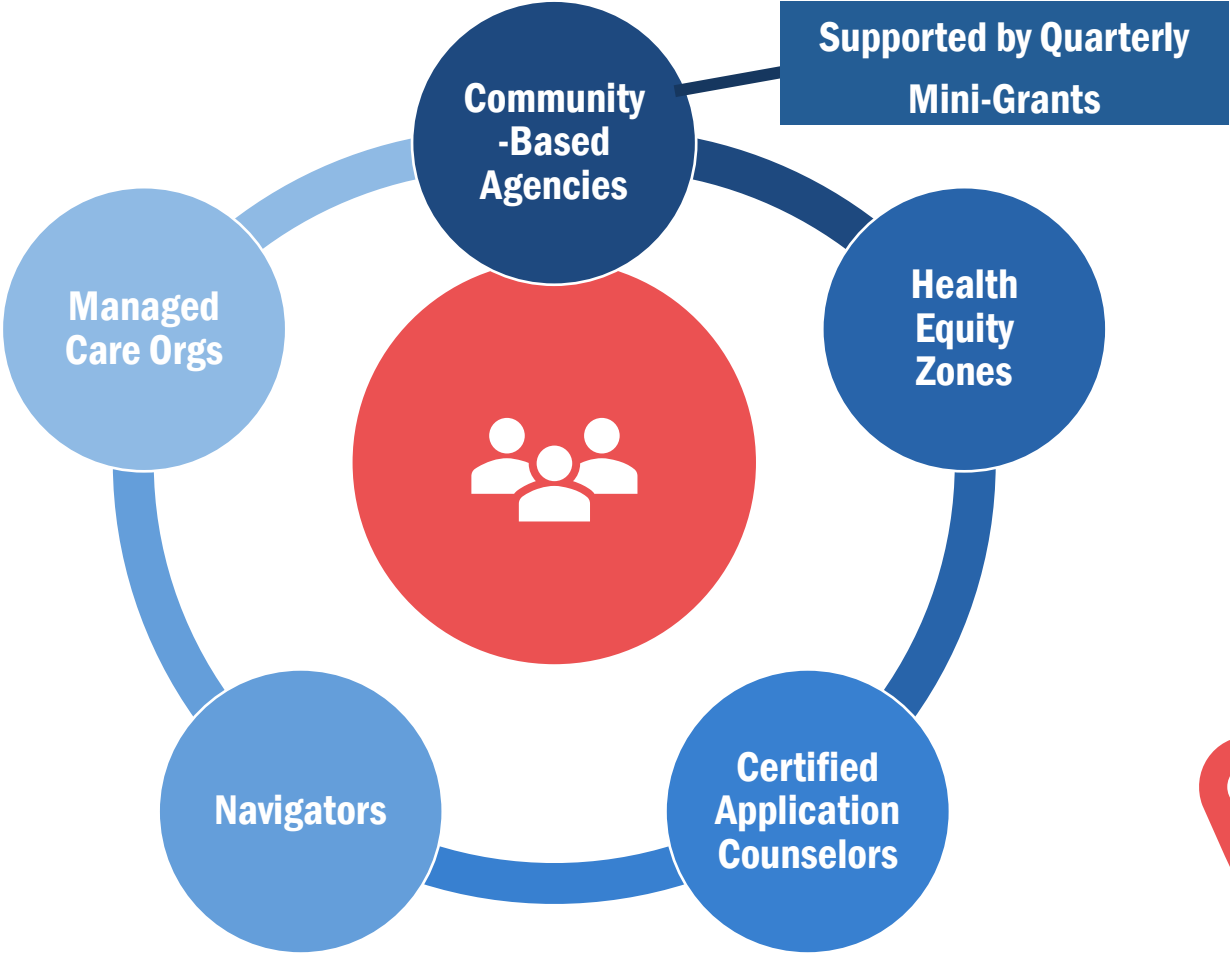 Supported by Quarterly
Mini-Grants
Community
-Based
Agencies
Health
Equity
Zones
Certified
Application
Counselors
Navigators
Managed
Care Orgs